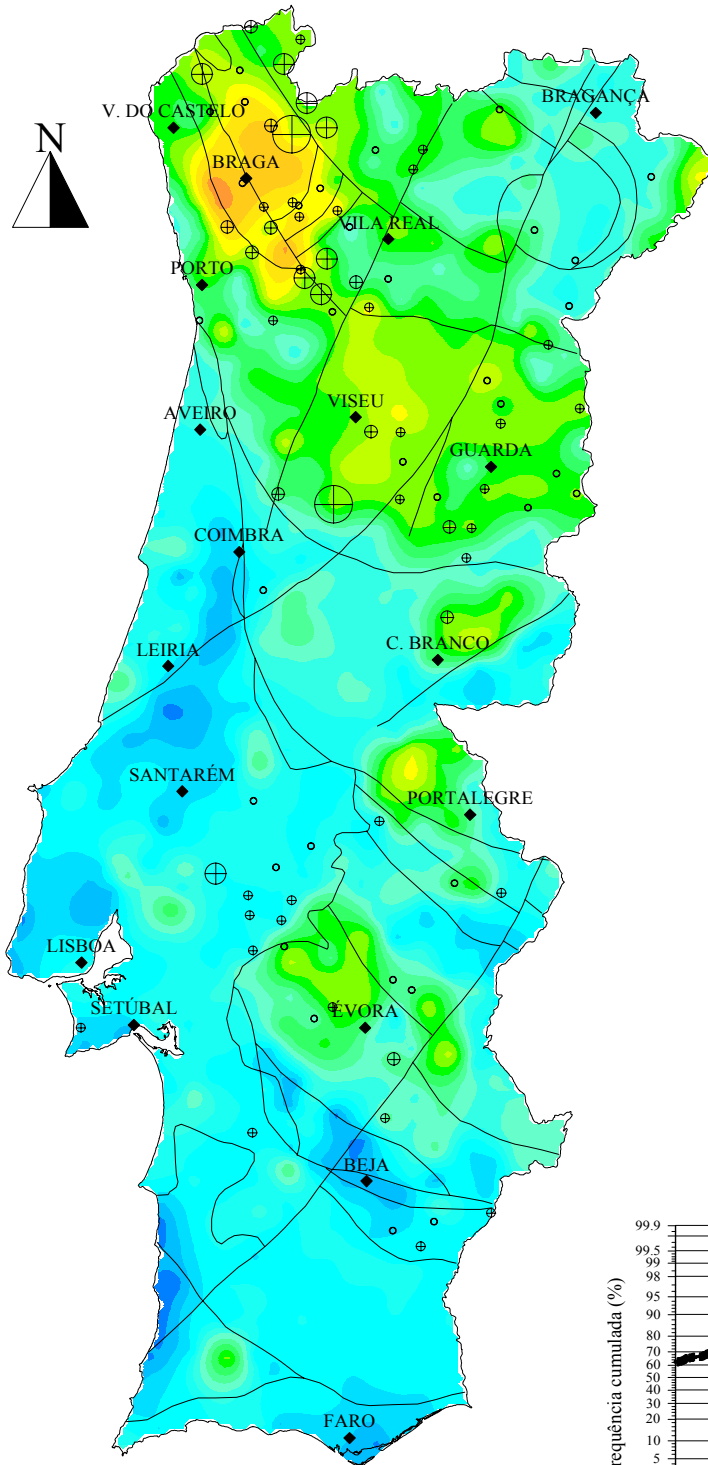 V. DO CASTELO
BRAGANÇA
N
BRAGA
VILA REAL
PORTO
VISEU
AVEIRO
GUARDA
COIMBRA
LEIRIA
C. BRANCO
SANTARÉM
PORTALEGRE
LISBOA
SETÚBAL
ÉVORA
BEJA
FARO
99.9
99.5
99
98
95
90
80
70
60
50
40
30
20
10
5
requência cumulada (%)